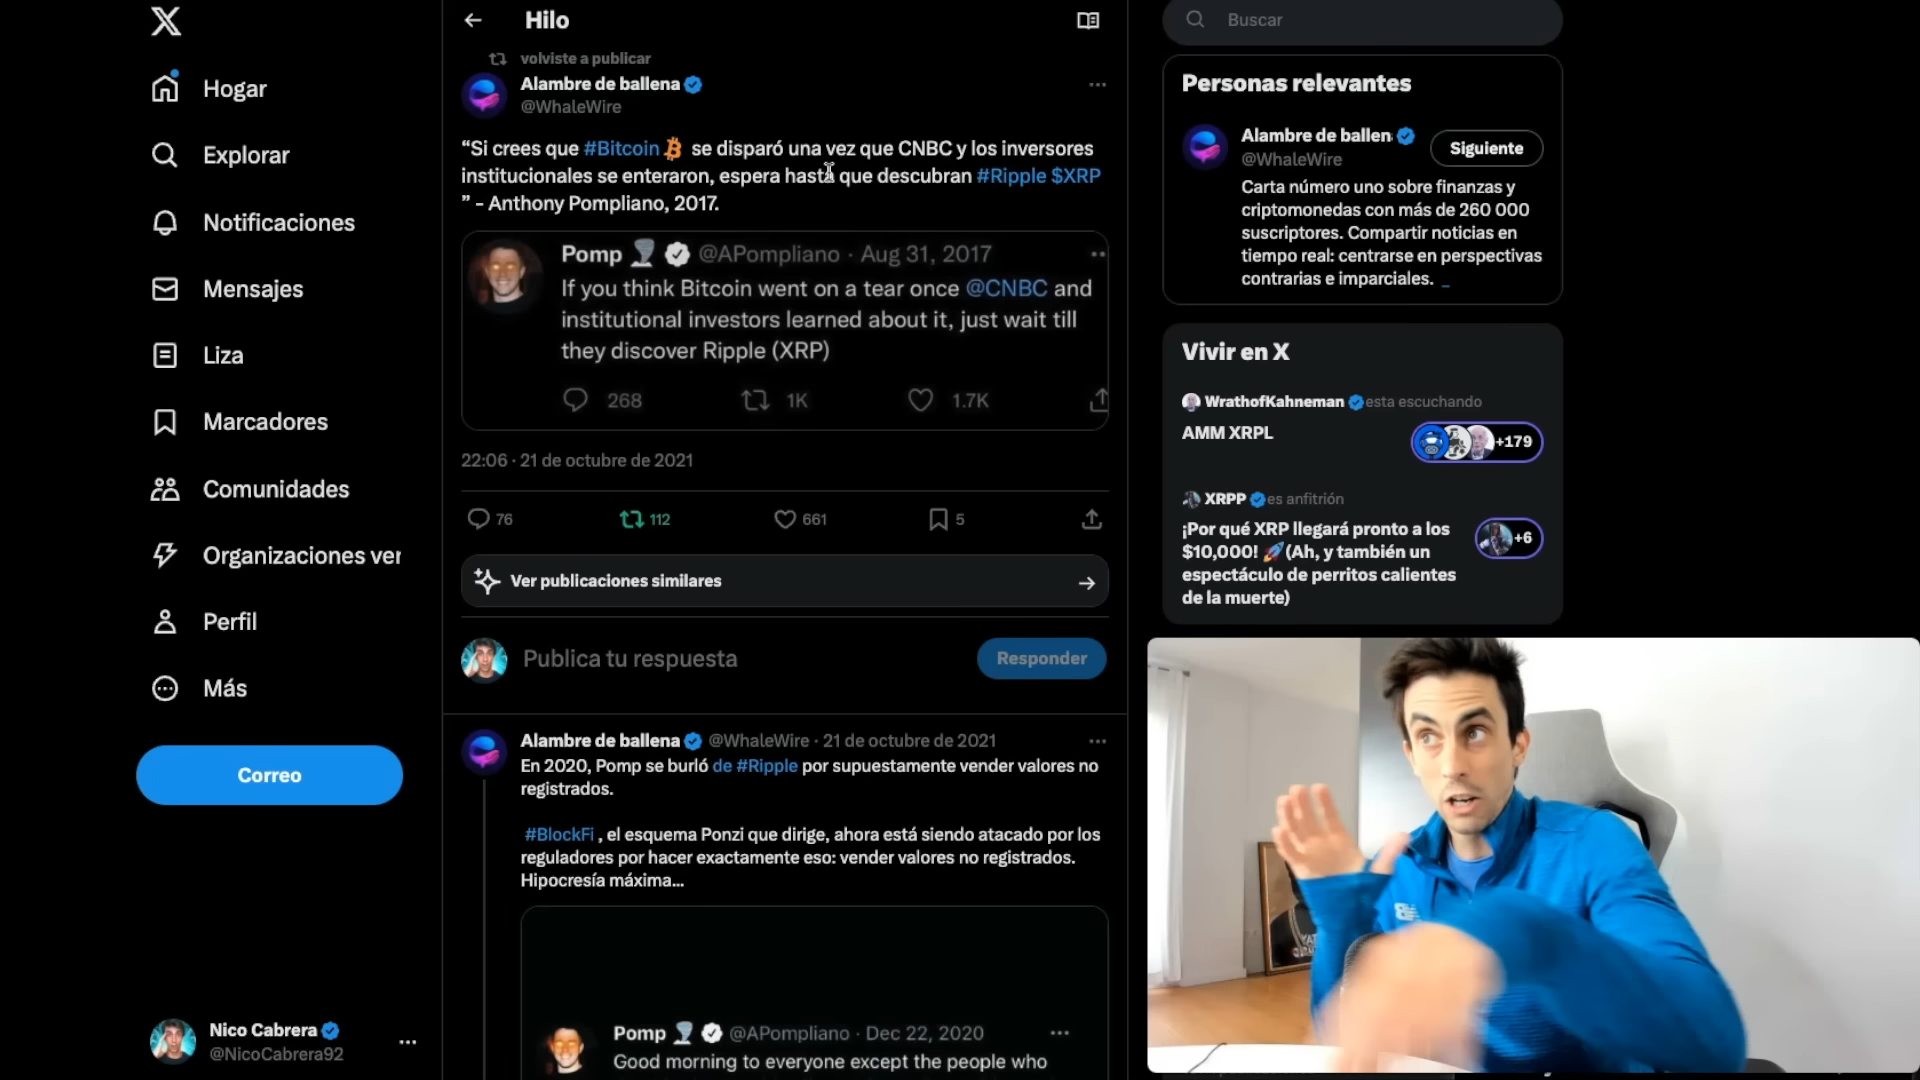 Hogar
Explorar
Notificaciones
Mensajes
Liza
Marcadores
Comunidades
Organizaciones ver
Perfil
Más
Correo
Nico Cabrera
@NicoCabrera92
Hilo
volviste a publicar
Alambre de ballena
@WhaleWire
“Si crees que #Bitcoin se disparó una vez que CNBC y los inversores
institucionales se enteraron, espera hasta que descubran #Ripple $XRP
” - Anthony Pompliano, 2017.
Pomp @APompliano · Aug 31, 2017
If you think Bitcoin went on a tear once @CNBC and
institutional investors learned about it, just wait till
they discover Ripple (XRP)
268 1K 1.7K
22:06 · 21 de octubre de 2021
76 112 661 5
Ver publicaciones similares
Publica tu respuesta
Responder
Alambre de ballena @WhaleWire · 21 de octubre de 2021
En 2020, Pomp se burló de #Ripple por supuestamente vender valores no
registrados.
#BlockFi , el esquema Ponzi que dirige, ahora está siendo atacado por los
reguladores por hacer exactamente eso: vender valores no registrados.
Hipocresía máxima...
Pomp @APompliano · Dec 22, 2020
Good morning to everyone except the people who
Buscar
Personas relevantes
Alambre de ballen
@WhaleWire
Siguiente
Carta número uno sobre finanzas y
criptomonedas con más de 260 000
suscriptores. Compartir noticias en
tiempo real: centrarse en perspectivas
contrarias e imparciales. _
Vivir en X
WrathofKahneman esta escuchando
AMM XRPL
+179
XRPP es anfitrión
¡Por qué XRP llegará pronto a los
$10,000! 🚀(Ah, y también un
espectáculo de perritos calientes
de la muerte)
+6